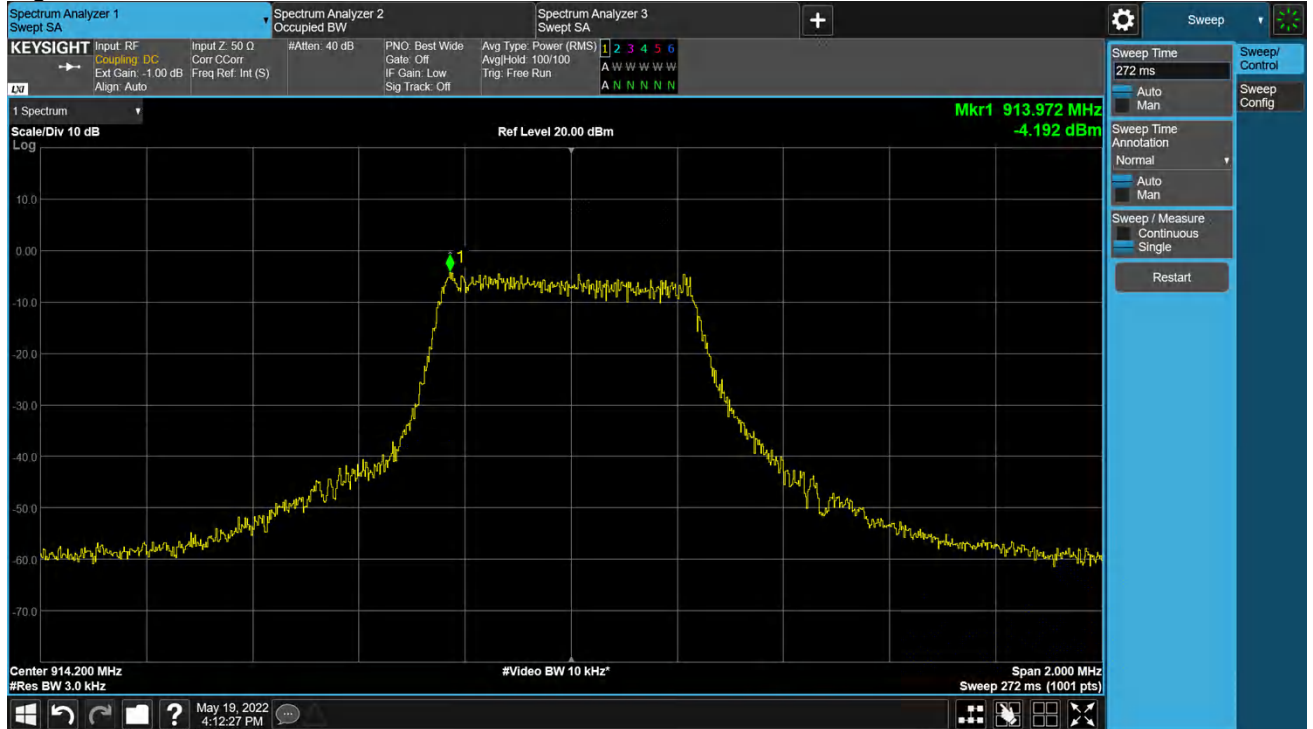 Spectrum Analyzer 1
Swept SA
Spectrum Analyzer 2
Occupied BW
Spectrum Analyzer 3
Swept SA
+
Sweep
KEYSIGHT
LXI
Input: RF
Coupling: DC
Ext Gain: -1.00 dB
Align: Auto
Input Z: 50 Ω
Corr CCorr
Freq Ref: Int (S)
#Atten: 40 dB
PNO: Best Wide
Gate: Off
IF Gain: Low
Sig Track: Off
Avg Type: Power (RMS)
Avg|Hold: 100/100
Trig: Free Run
1 2 3 4 5 6
A W W W W W
A N N N N N
1 Spectrum
Scale/Div 10 dB
Log
Ref Level 20.00 dBm
Mkr1 913.972 MHz
-4.192 dBm
10.0
0.00
-10.0
-20.0
-30.0
-40.0
-50.0
-60.0
-70.0
1
Center 914.200 MHz
#Res BW 3.0 kHz
#Video BW 10 kHz*
Span 2.000 MHz
Sweep 272 ms (1001 pts)
Sweep Time
272 ms
Auto
Man
Sweep Time
Annotation
Normal
Auto
Man
Sweep / Measure
Continuous
Single
Restart
Sweep/
Control
Sweep
Config
?
May 19, 2022
4:12:27 PM